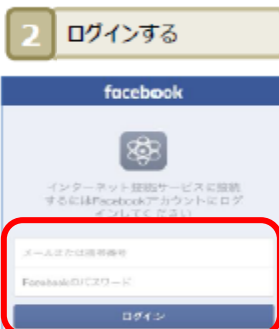 2 ログインする
facebook
インターネット接続サービスに接続
するにはFacebookアカウントにログ
インしてください
メールまたは携帯番号
Facebookのパスワード
ログイン